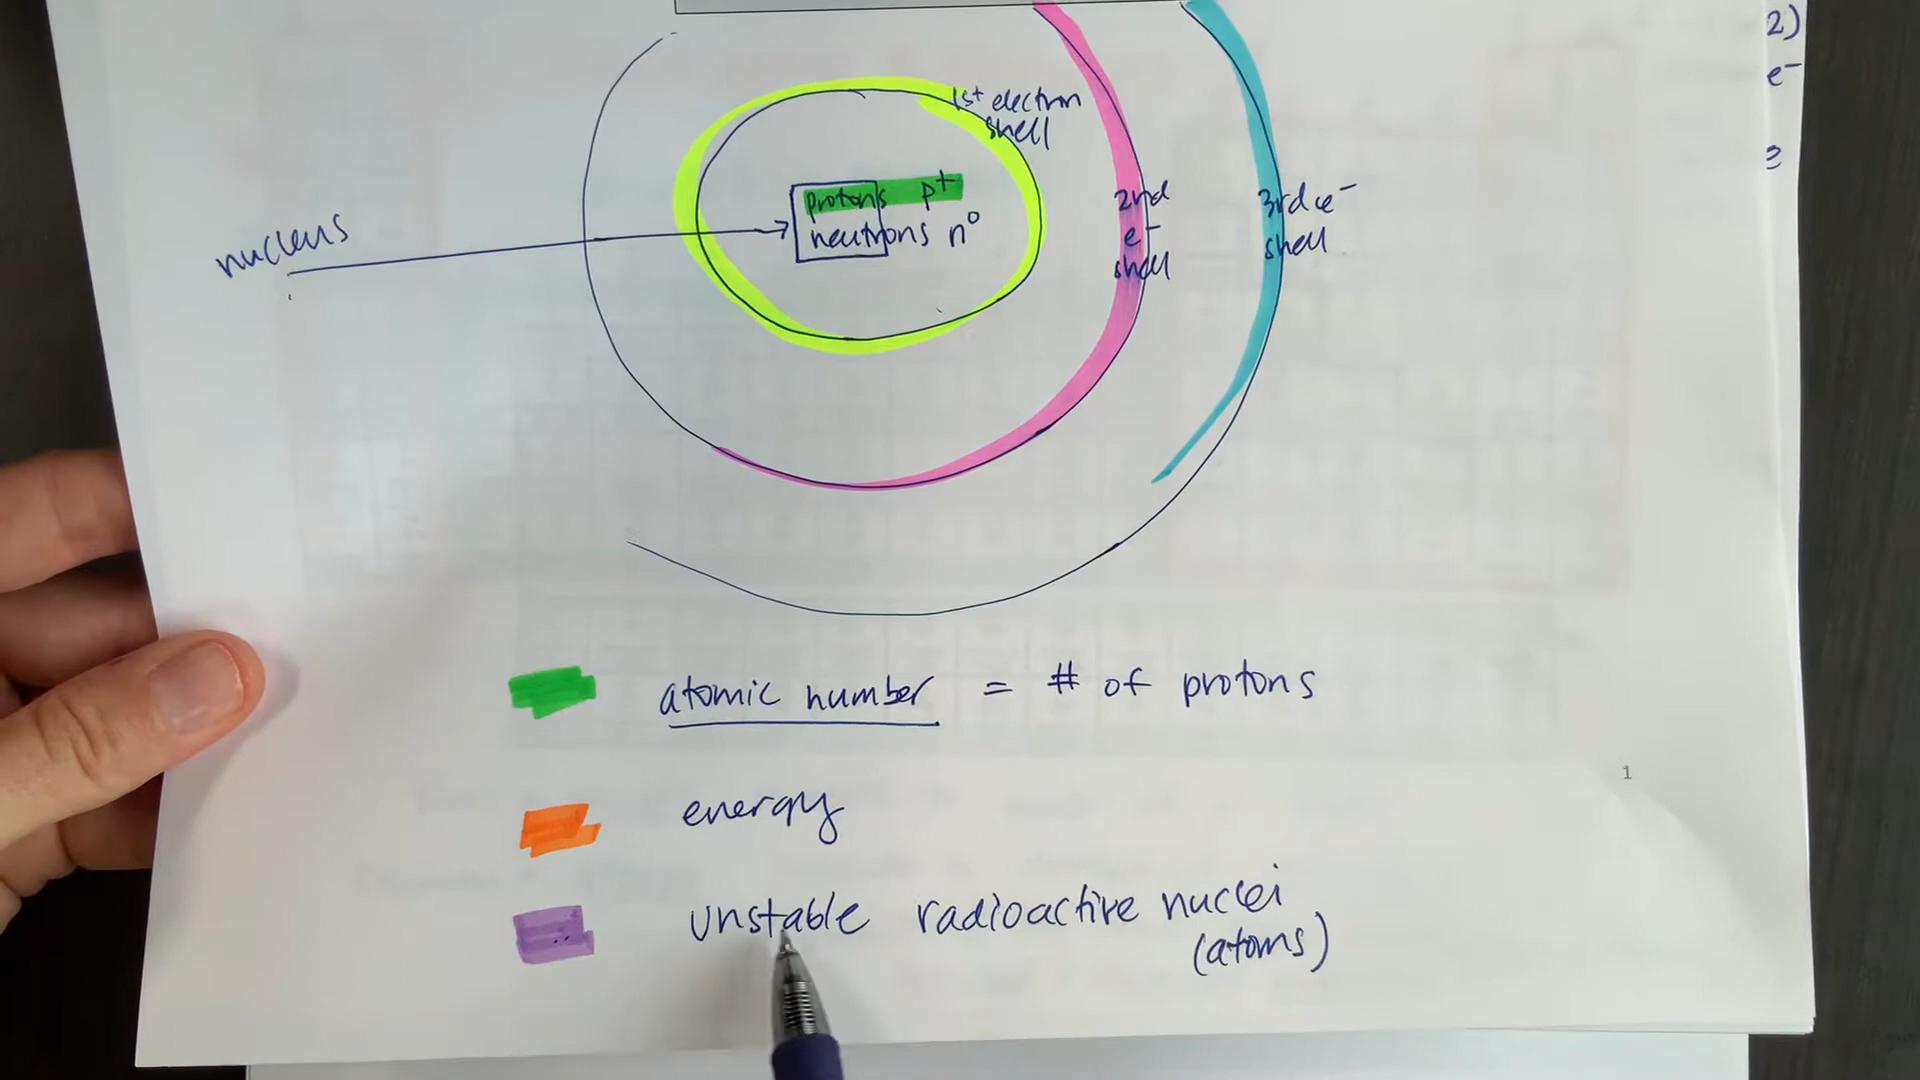 2)
e⁻
1st electron
shell
protons p⁺
neutrons n⁰
nucleus
2nd
e⁻
shell
3rd e⁻
shell
atomic number = # of protons
1
energy
unstable radioactive nuclei
(atoms)